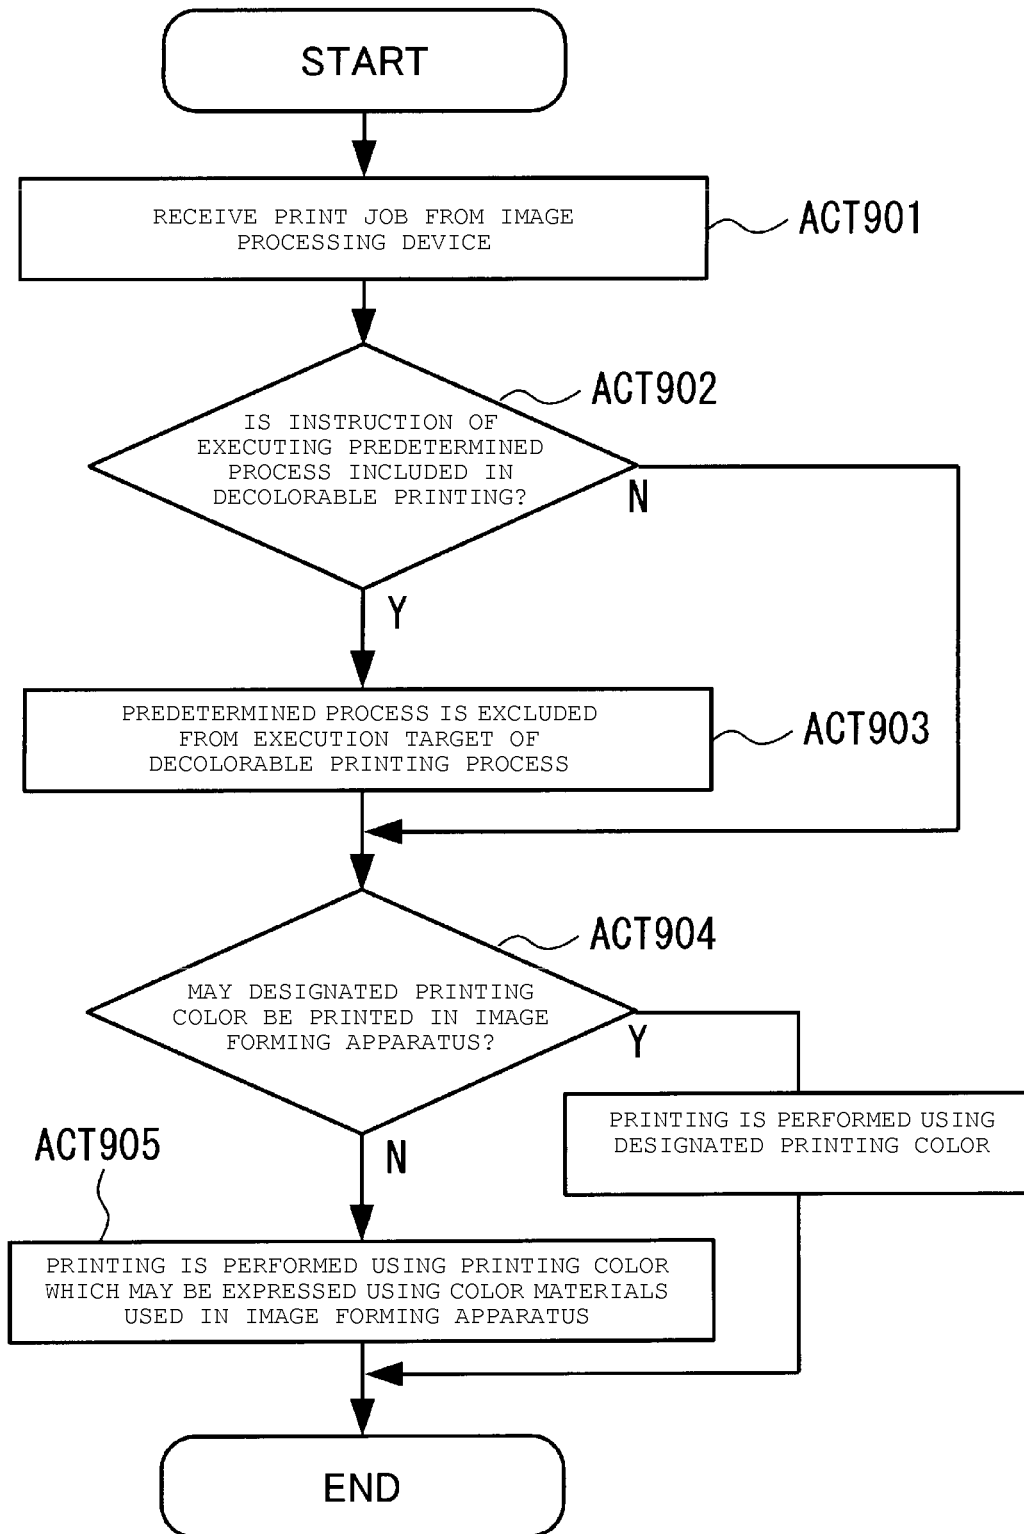 START
RECEIVE PRINT JOB FROM IMAGE
PROCESSING DEVICE
ACT901
ACT902
IS INSTRUCTION OF
EXECUTING PREDETERMINED
PROCESS INCLUDED IN
DECOLORABLE PRINTING?
N
Y
PREDETERMINED PROCESS IS EXCLUDED
FROM EXECUTION TARGET OF
DECOLORABLE PRINTING PROCESS
ACT903
ACT904
MAY DESIGNATED PRINTING
COLOR BE PRINTED IN IMAGE
FORMING APPARATUS?
Y
PRINTING IS PERFORMED USING
DESIGNATED PRINTING COLOR
ACT905
N
PRINTING IS PERFORMED USING PRINTING COLOR
WHICH MAY BE EXPRESSED USING COLOR MATERIALS
USED IN IMAGE FORMING APPARATUS
END